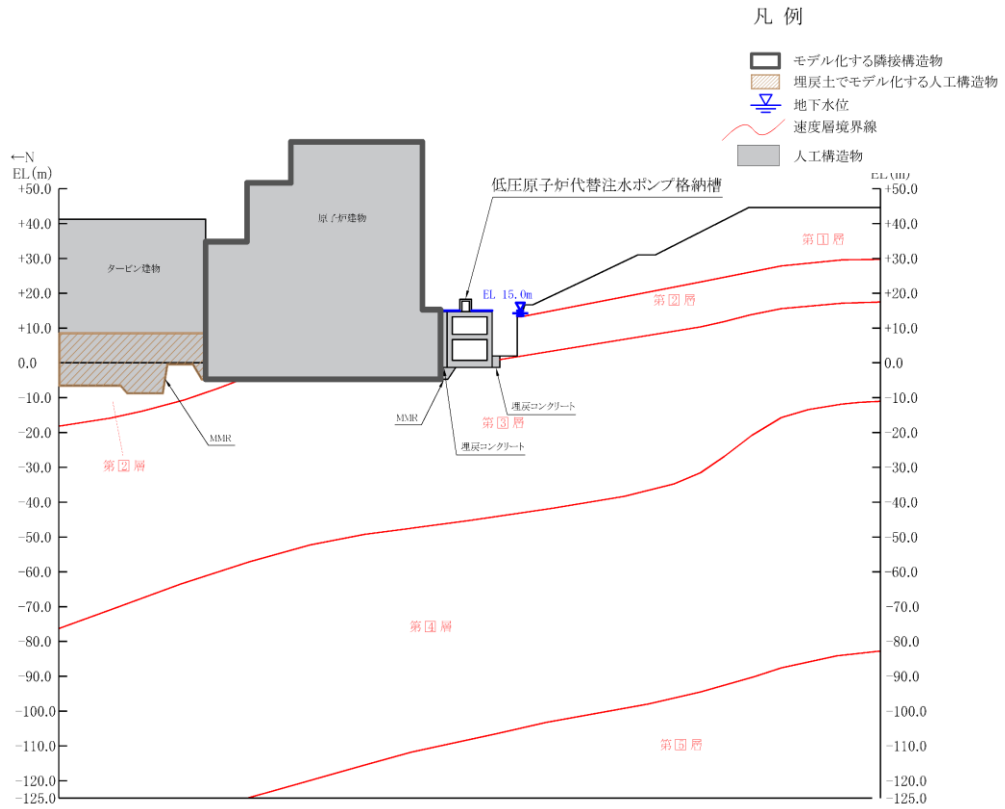 凡 例
モデル化する隣接構造物
埋戻土でモデル化する人工構造物
地下水位
速度層境界線
人工構造物
←N
EL(m)
EL(m)
+50.0
+40.0
+30.0
+20.0
+10.0
0.0
-10.0
-20.0
-30.0
-40.0
-50.0
-60.0
-70.0
-80.0
-90.0
-100.0
-110.0
-120.0
-125.0
タービン建物
原子炉建物
低圧原子炉代替注水ポンプ格納槽
EL 15.0m
第1層
第2層
MMR
埋戻コンクリート
第3層
MMR
埋戻コンクリート
第2層
第4層
第5層
+50.0
+40.0
+30.0
+20.0
+10.0
0.0
-10.0
-20.0
-30.0
-40.0
-50.0
-60.0
-70.0
-80.0
-90.0
-100.0
-110.0
-120.0
-125.0